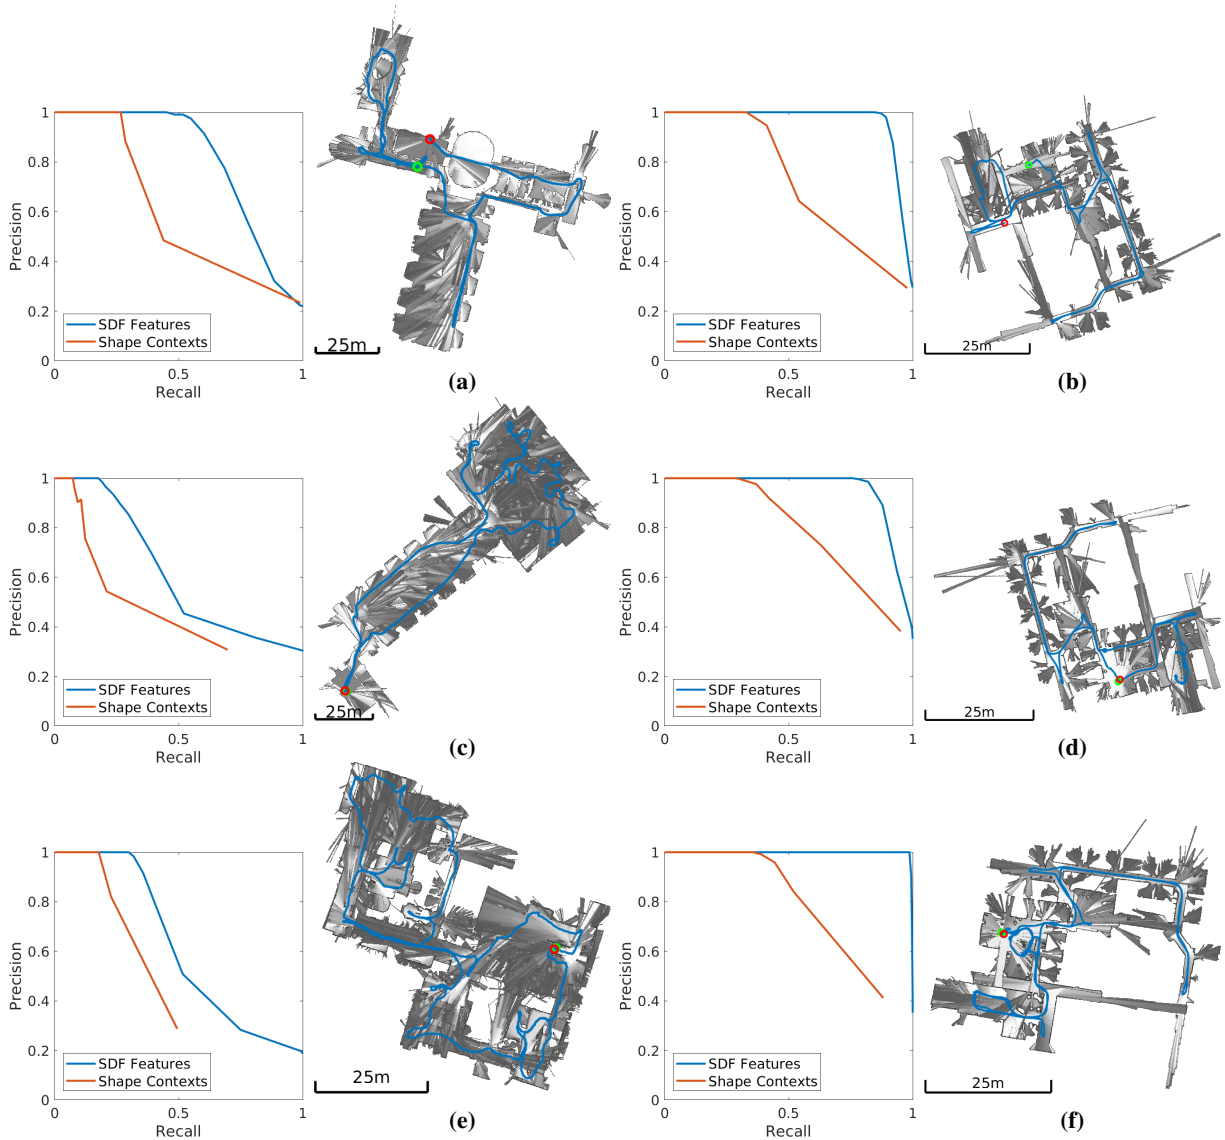 1
0.8
0.6
0.4
0.2
0
Precision
SDF Features
Shape Contexts
0
0.5
1
Recall
25m
(a)
1
0.8
0.6
0.4
0.2
0
Precision
SDF Features
Shape Contexts
0
0.5
1
Recall
25m
(b)
1
0.8
0.6
0.4
0.2
0
Precision
SDF Features
Shape Contexts
0
0.5
1
Recall
25m
(c)
1
0.8
0.6
0.4
0.2
0
Precision
SDF Features
Shape Contexts
0
0.5
1
Recall
25m
(d)
1
0.8
0.6
0.4
0.2
0
Precision
SDF Features
Shape Contexts
0
0.5
1
Recall
25m
(e)
1
0.8
0.6
0.4
0.2
0
Precision
SDF Features
Shape Contexts
0
0.5
1
Recall
25m
(f)